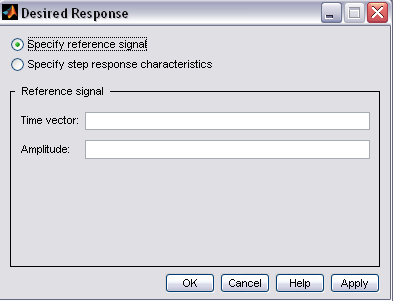 Desired Response
Specify reference signal
Specify step response characteristics
Reference signal
Time vector:
Amplitude:
OK Cancel Help Apply